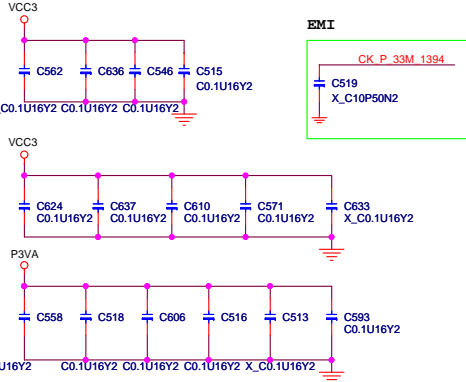 VCC3
EMI
C562
C636
C546
C515
C0.1U16Y2
C0.1U16Y2
C0.1U16Y2
C0.1U16Y2
CK_P_33M_1394
C519
X_C10P50N2
VCC3
C624
C0.1U16Y2
C637
C0.1U16Y2
C610
C0.1U16Y2
C571
C0.1U16Y2
C633
X_C0.1U16Y2
P3VA
C558
C518
C606
C516
C513
C593
C0.1U16Y2
U16Y2
C0.1U16Y2
C0.1U16Y2
C0.1U16Y2
X_C0.1U16Y2